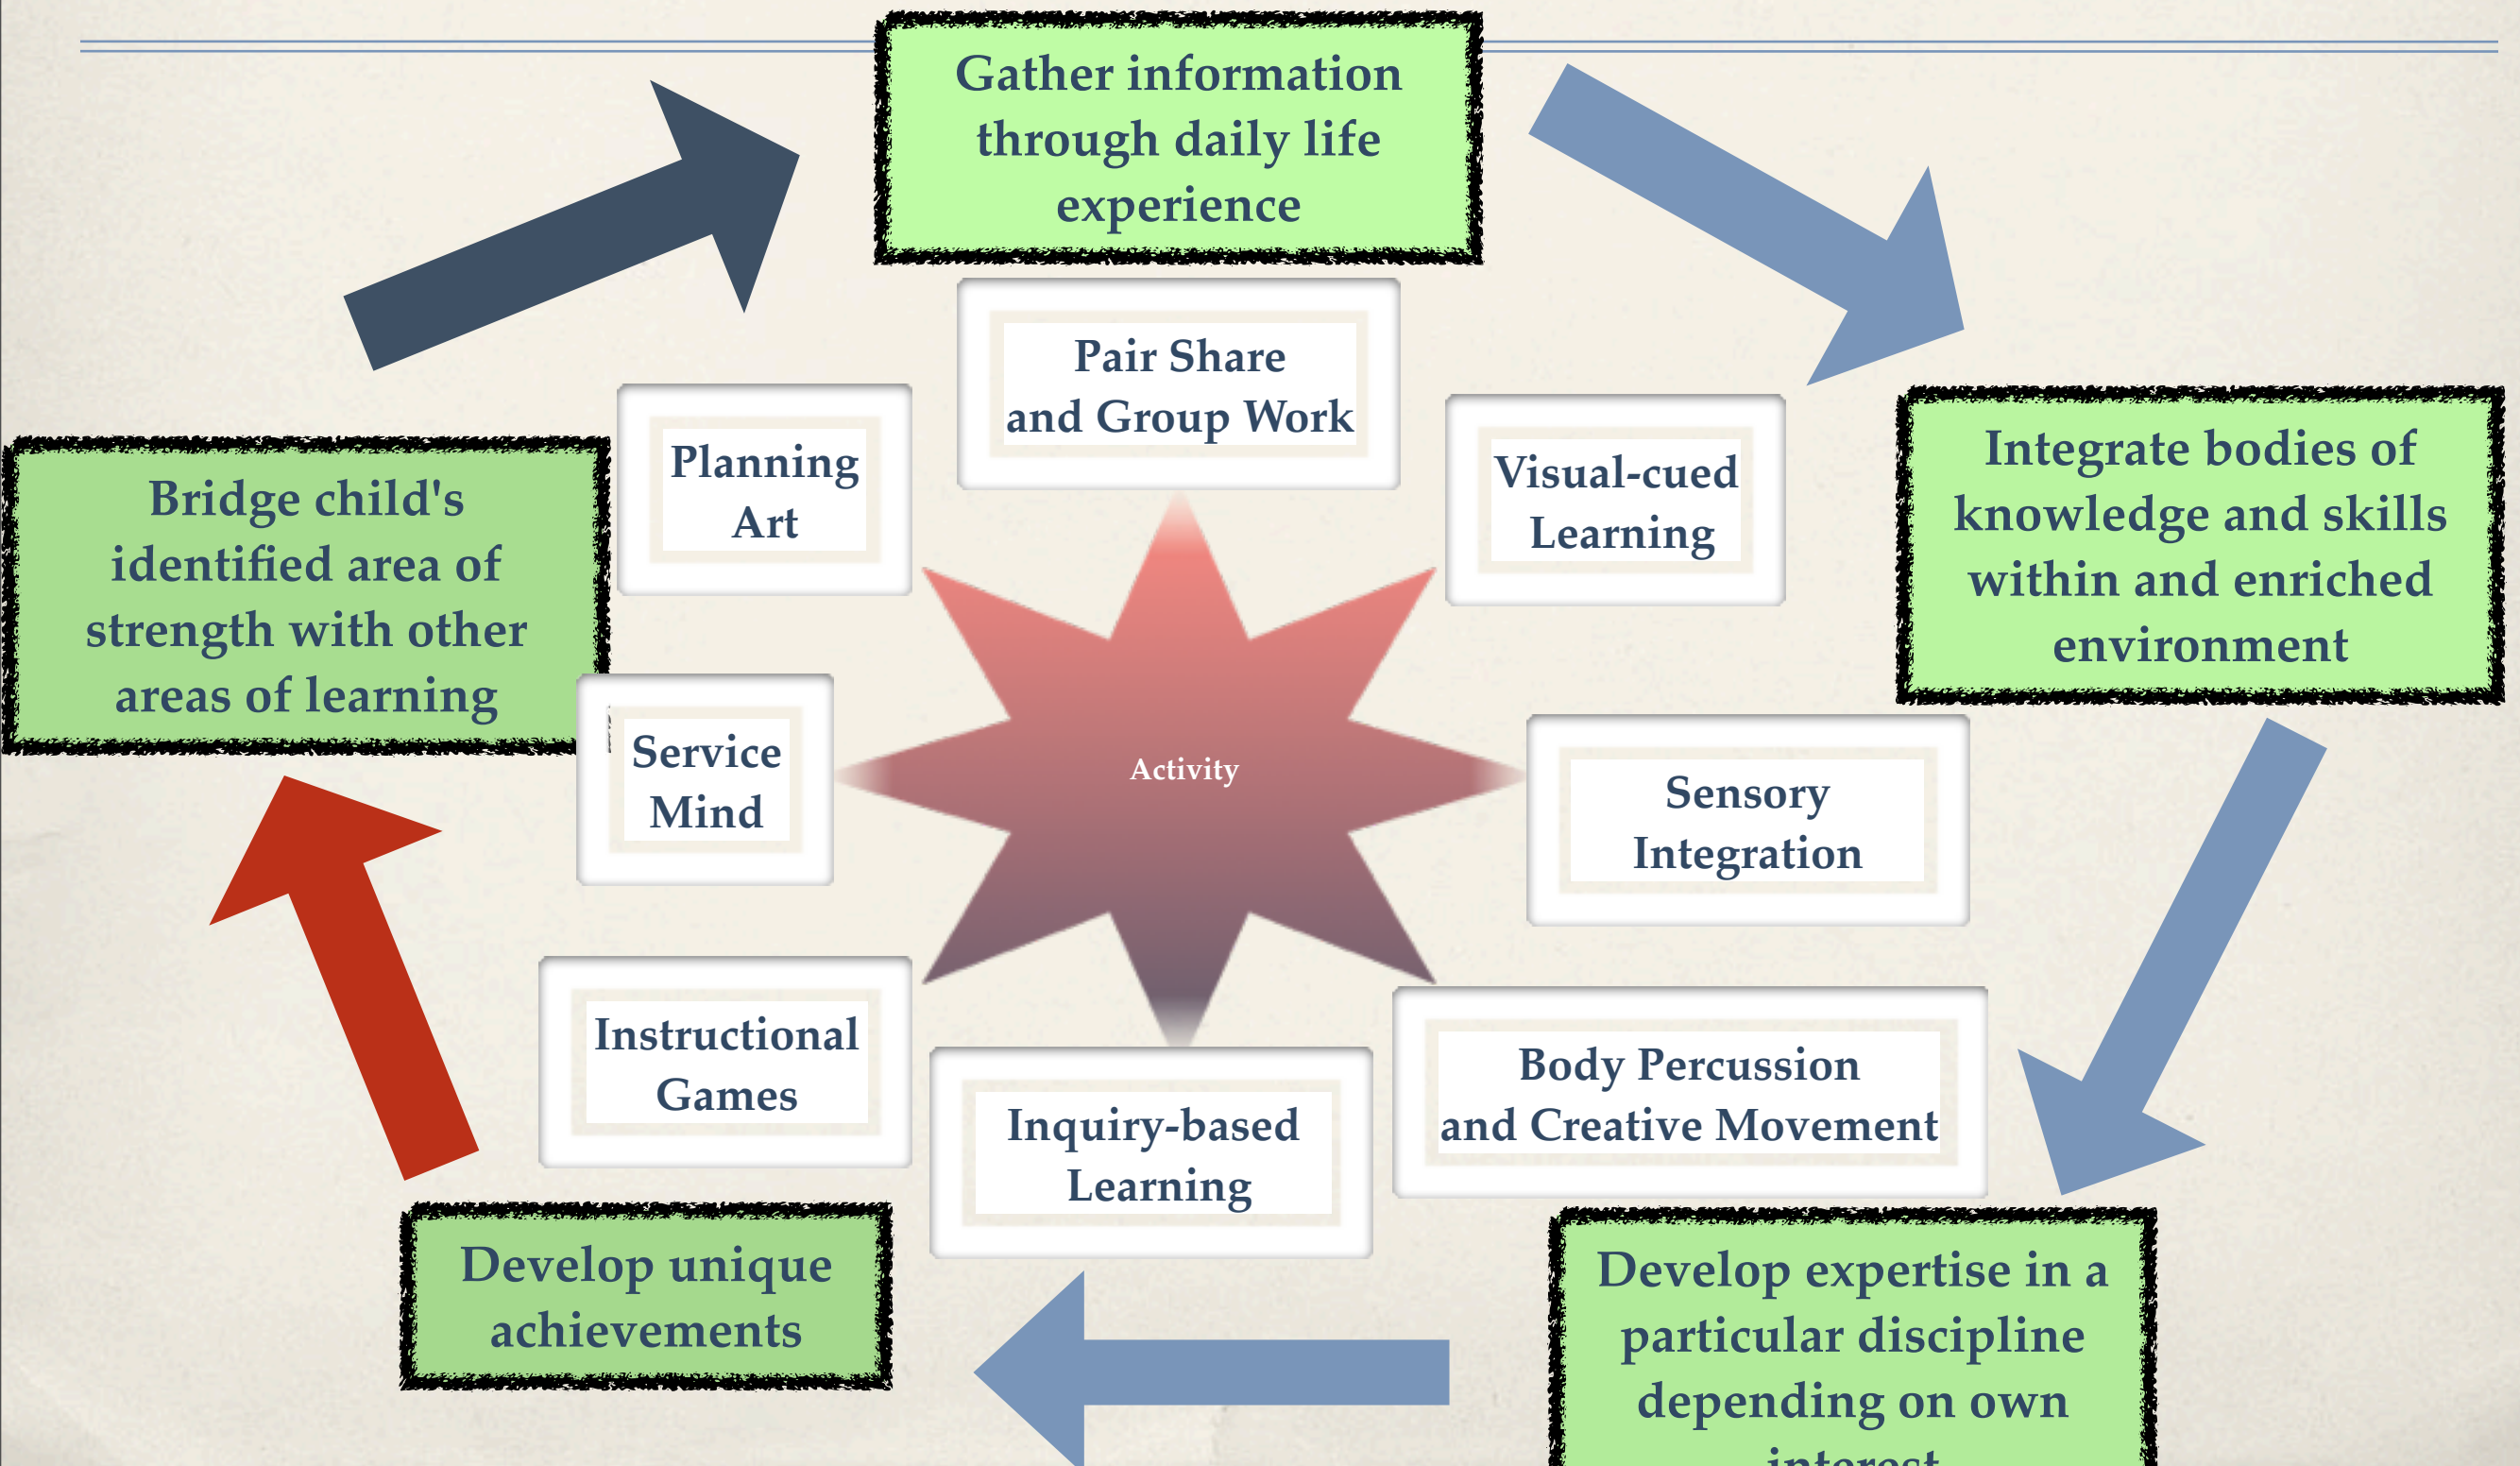 Gather information
through daily life
experience
Pair Share
and Group Work
Planning
Art
Visual-cued
Learning
Integrate bodies of
knowledge and skills
within and enriched
environment
Bridge child's
identified area of
strength with other
areas of learning
Service
Mind
Activity
Sensory
Integration
Instructional
Games
Inquiry-based
Learning
Body Percussion
and Creative Movement
Develop unique
achievements
Develop expertise in a
particular discipline
depending on own
interest